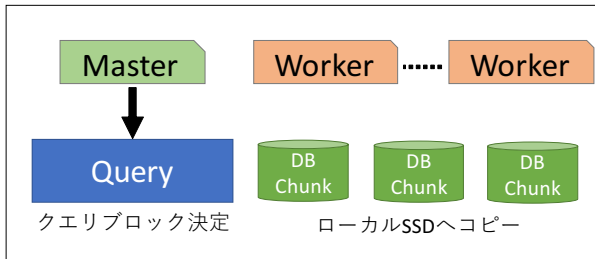 Master
Worker
Worker
Query
DB
Chunk
DB
Chunk
DB
Chunk
クエリブロック決定
ローカルSSDへコピー